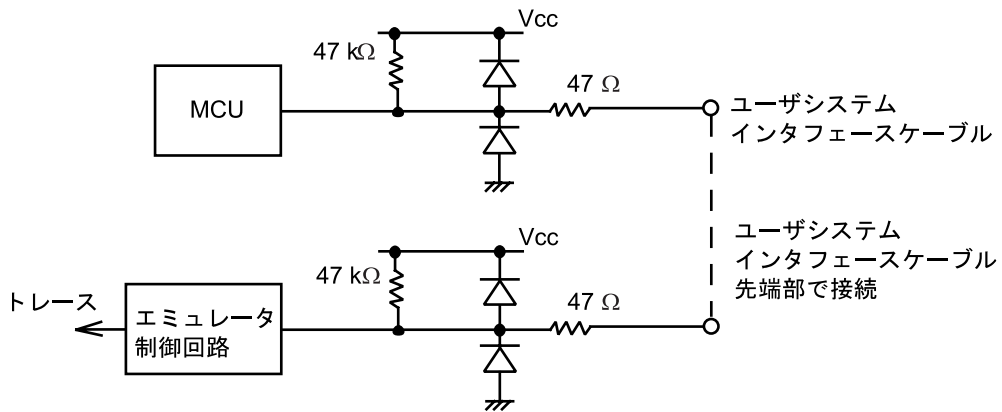 Vcc
47 kΩ
MCU
47 Ω
ユーザシステム
インタフェースケーブル
ユーザシステム
インタフェースケーブル
先端部で接続
Vcc
47 kΩ
47 Ω
トレース
エミュレータ
制御回路